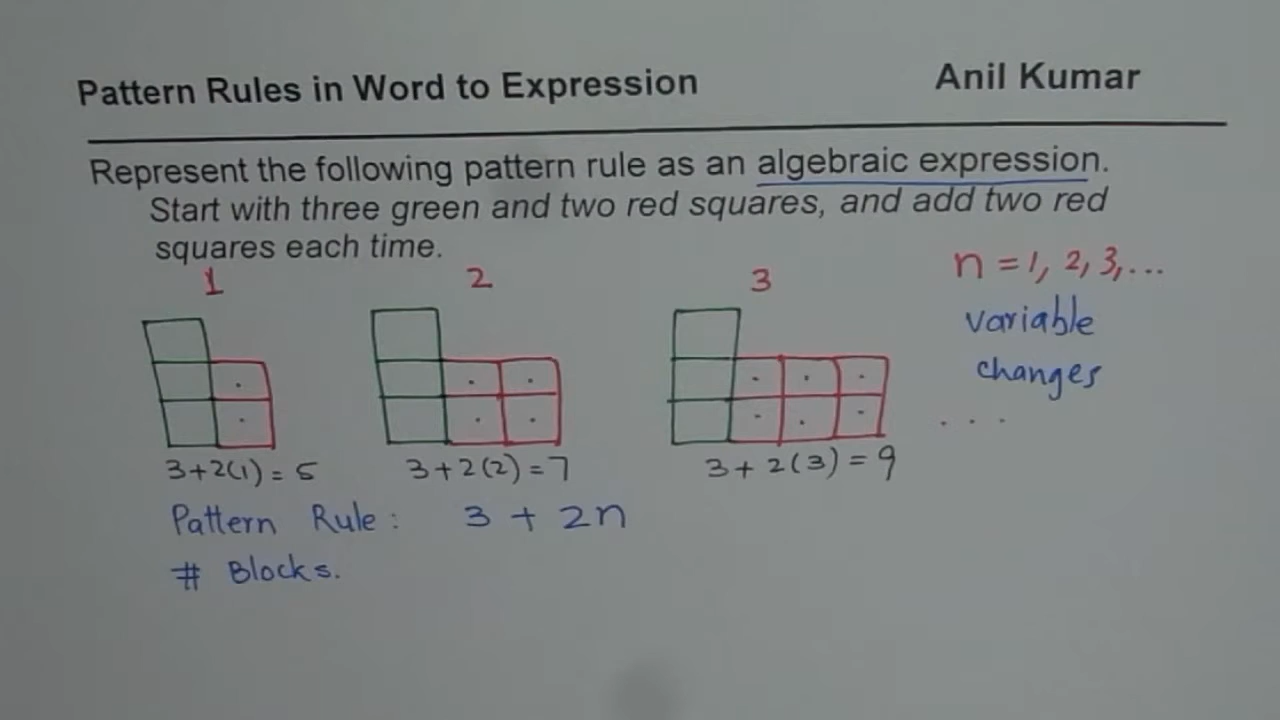 Pattern Rules in Word to Expression Anil Kumar
Represent the following pattern rule as an algebraic expression.
Start with three green and two red squares, and add two red
squares each time.
n = 1, 2, 3, ...
1 2 3
variable
changes
. . .
3+2(1) = 5 3+2(2) = 7 3+ 2(3) = 9
Pattern Rule: 3 + 2n
# Blocks.